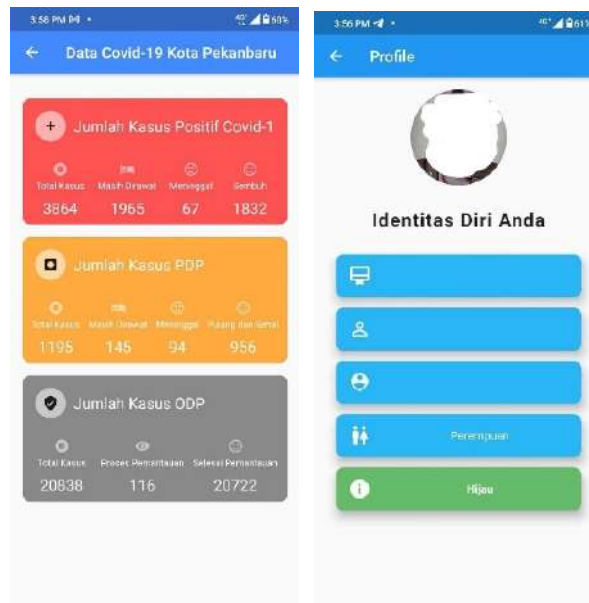 3:56 PM
60%
Data Covid-19 Kota Pekanbaru
Jumlah Kasus Positif Covid-1
Total Kasus Masih Dirawat Meninggal Sembuh
3864 1965 67 1832
Jumlah Kasus PDP
Total Kasus Masih Dirawat Meninggal Pulang dan Sehat
1195 145 94 956
Jumlah Kasus ODP
Total Kasus Proses Pemantauan Selesai Pemantauan
20838 116 20722
3:56 PM
61%
Profile
Identitas Diri Anda
Perempuan
Hijau